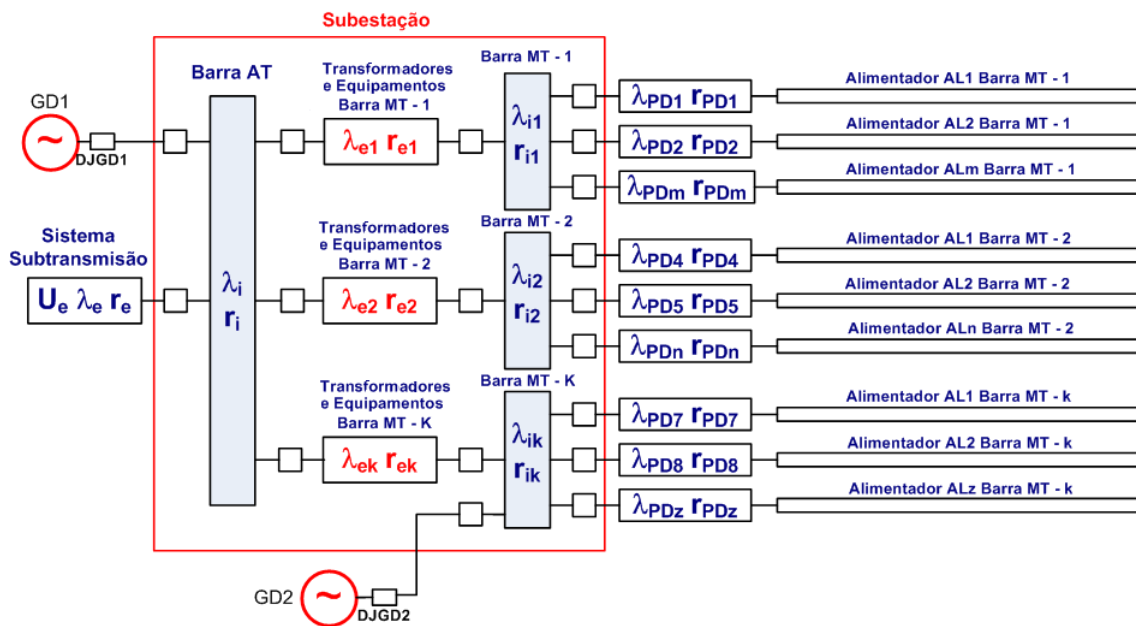 Subestação
Barra AT
Transformadores
e Equipamentos
Barra MT - 1
Barra MT - 1
GD1
~
DJGD1
λe1 re1
λi1
ri1
λPD1 rPD1
Alimentador AL1 Barra MT - 1
λPD2 rPD2
Alimentador AL2 Barra MT - 1
λPDm rPDm
Alimentador ALm Barra MT - 1
Sistema
Subtransmissão
Ue λe re
λi
ri
Transformadores
e Equipamentos
Barra MT - 2
Barra MT - 2
λe2 re2
λi2
ri2
λPD4 rPD4
Alimentador AL1 Barra MT - 2
λPD5 rPD5
Alimentador AL2 Barra MT - 2
λPDn rPDn
Alimentador ALn Barra MT - 2
Transformadores
e Equipamentos
Barra MT - K
Barra MT - K
λek rek
λik
rik
λPD7 rPD7
Alimentador AL1 Barra MT - k
λPD8 rPD8
Alimentador AL2 Barra MT - k
λPDz rPDz
Alimentador ALz Barra MT - k
GD2
~
DJGD2